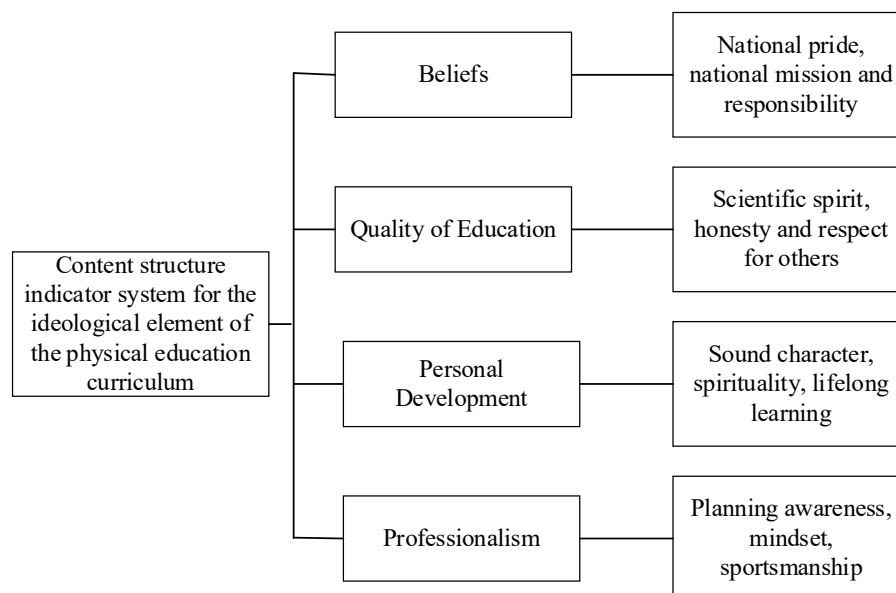 Content structure
indicator system for the
ideological element of
the physical education
curriculum
Beliefs
National pride,
national mission and
responsibility
Quality of Education
Scientific spirit,
honesty and respect
for others
Personal
Development
Sound character,
spirituality, lifelong
learning
Professionalism
Planning awareness,
mindset,
sportsmanship